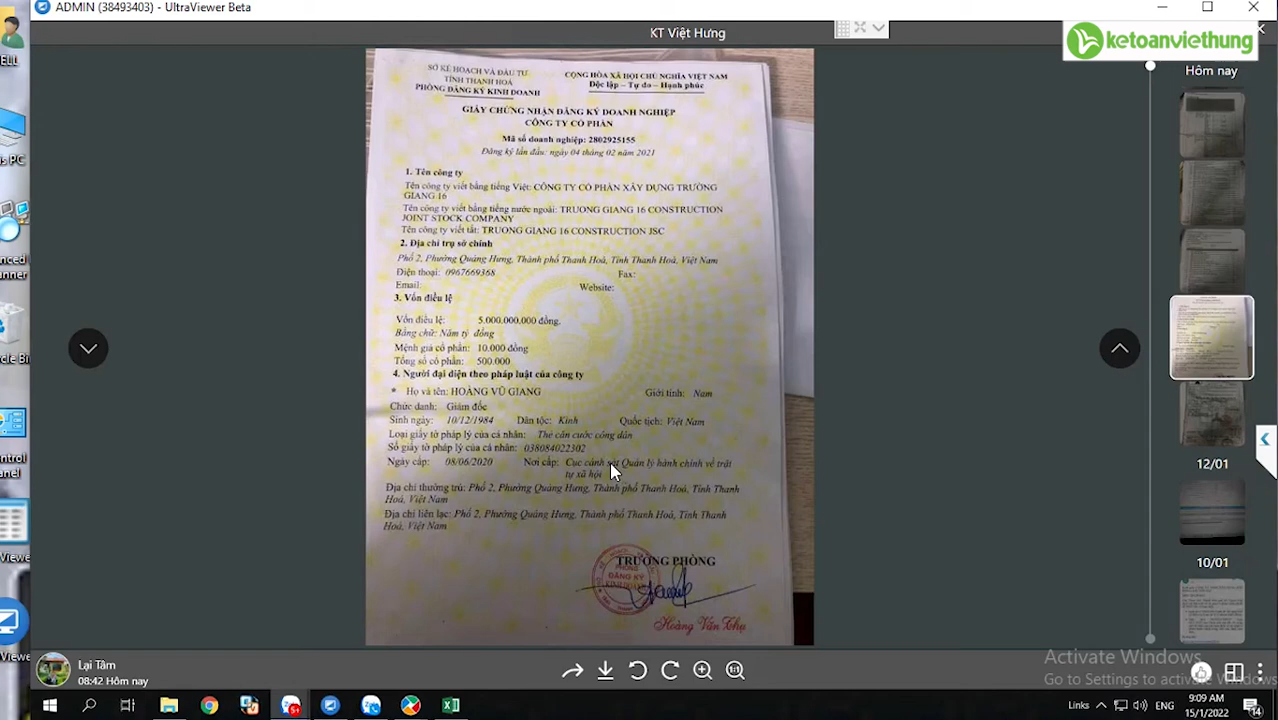 ADMIN (38493403) - UltraViewer Beta
KT Việt Hưng
ketoanviethung
Hôm nay
SỞ KẾ HOẠCH VÀ ĐẦU TƯ
TỈNH THANH HOÁ
PHÒNG ĐĂNG KÝ KINH DOANH
CỘNG HÒA XÃ HỘI CHỦ NGHĨA VIỆT NAM
Độc lập – Tự do – Hạnh phúc
GIẤY CHỨNG NHẬN ĐĂNG KÝ DOANH NGHIỆP
CÔNG TY CỔ PHẦN
Mã số doanh nghiệp: 2802925155
Đăng ký lần đầu: ngày 04 tháng 02 năm 2021
1. Tên công ty
Tên công ty viết bằng tiếng Việt: CÔNG TY CỔ PHẦN XÂY DỰNG TRƯỜNG
GIANG 16
Tên công ty viết bằng tiếng nước ngoài: TRUONG GIANG 16 CONSTRUCTION
JOINT STOCK COMPANY
Tên công ty viết tắt: TRUONG GIANG 16 CONSTRUCTION JSC
2. Địa chỉ trụ sở chính
Phố 2, Phường Quảng Hưng, Thành phố Thanh Hoá, Tỉnh Thanh Hoá, Việt Nam
Điện thoại: 0967669368 Fax:
Email: Website:
3. Vốn điều lệ
Vốn điều lệ: 5.000.000.000 đồng.
Bằng chữ: Năm tỷ đồng
Mệnh giá cổ phần: 10.000 đồng
Tổng số cổ phần: 500.000
4. Người đại diện theo pháp luật của công ty
* Họ và tên: HOÀNG VŨ GIANG Giới tính: Nam
Chức danh: Giám đốc
Sinh ngày: 10/12/1984 Dân tộc: Kinh Quốc tịch: Việt Nam
Loại giấy tờ pháp lý của cá nhân: Thẻ căn cước công dân
Số giấy tờ pháp lý của cá nhân: 038084022302
Ngày cấp: 08/06/2020 Nơi cấp: Cục cảnh sát Quản lý hành chính về trật
tự xã hội
Địa chỉ thường trú: Phố 2, Phường Quảng Hưng, Thành phố Thanh Hoá, Tỉnh Thanh
Hoá, Việt Nam
Địa chỉ liên lạc: Phố 2, Phường Quảng Hưng, Thành phố Thanh Hoá, Tỉnh Thanh
Hoá, Việt Nam
TRƯỞNG PHÒNG
PHÒNG
ĐĂNG KÝ
KINH DOANH
Hoàng Văn Thọ
12/01
10/01
Lại Tâm
08:42 Hôm nay
Activate Windows
Go to Settings to activate Windows
Links
ENG
9:09 AM
15/1/2022
14